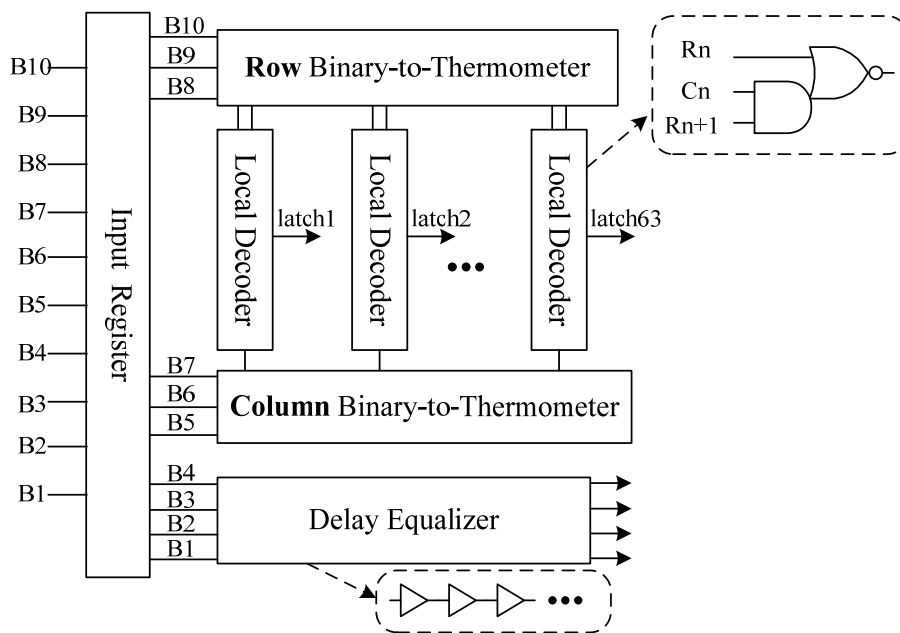 B10
B9
B8
B7
B6
B5
B4
B3
B2
B1
Input Register
B10
B9
B8
Row Binary-to-Thermometer
Local Decoder
latch1
Local Decoder
latch2
•••
Local Decoder
latch63
Rn
Cn
Rn+1
B7
B6
B5
Column Binary-to-Thermometer
B4
B3
B2
B1
Delay Equalizer
•••